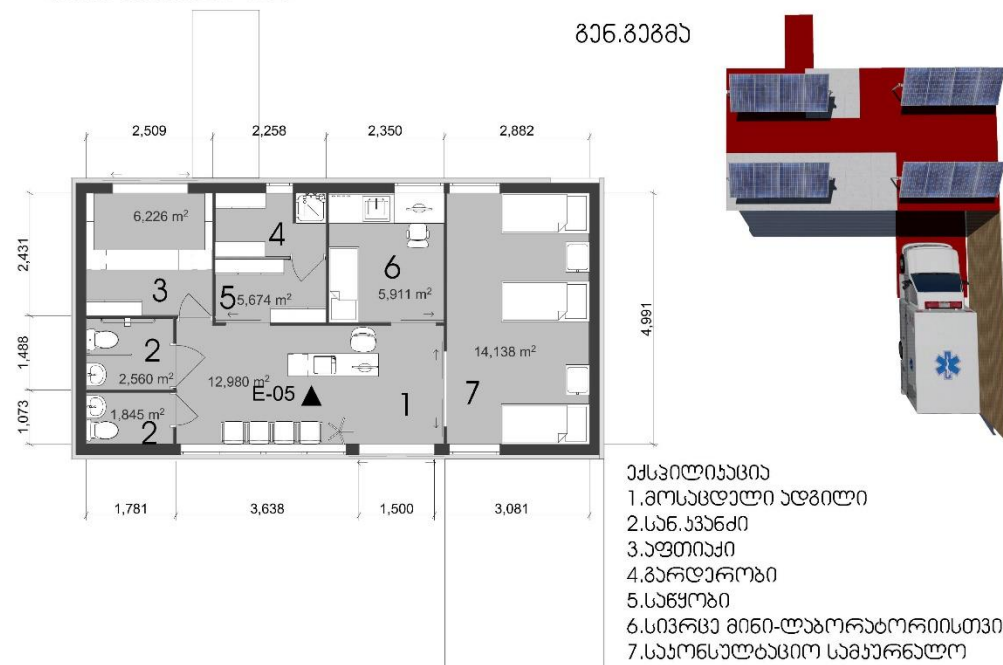 გენ.გეგმა
2,509 2,258 2,350 2,882
2,431
1,488
1,073
4,991
6,226 m²
3
4
5
5,674 m²
6
5,911 m²
2
2,560 m²
1,845 m²
2
12,980 m²
E-05
1
14,138 m²
7
1,781 3,638 1,500 3,081
ექსპილიკაცია
1.მოსაცდელი ადგილი
2.სან.კვანძი
3.აფთიაქი
4.გარდერობი
5.საწყობი
6.სივრცე მინი-ლაბორატორიისთვი
7.საკონსულტაციო სამკურნალო